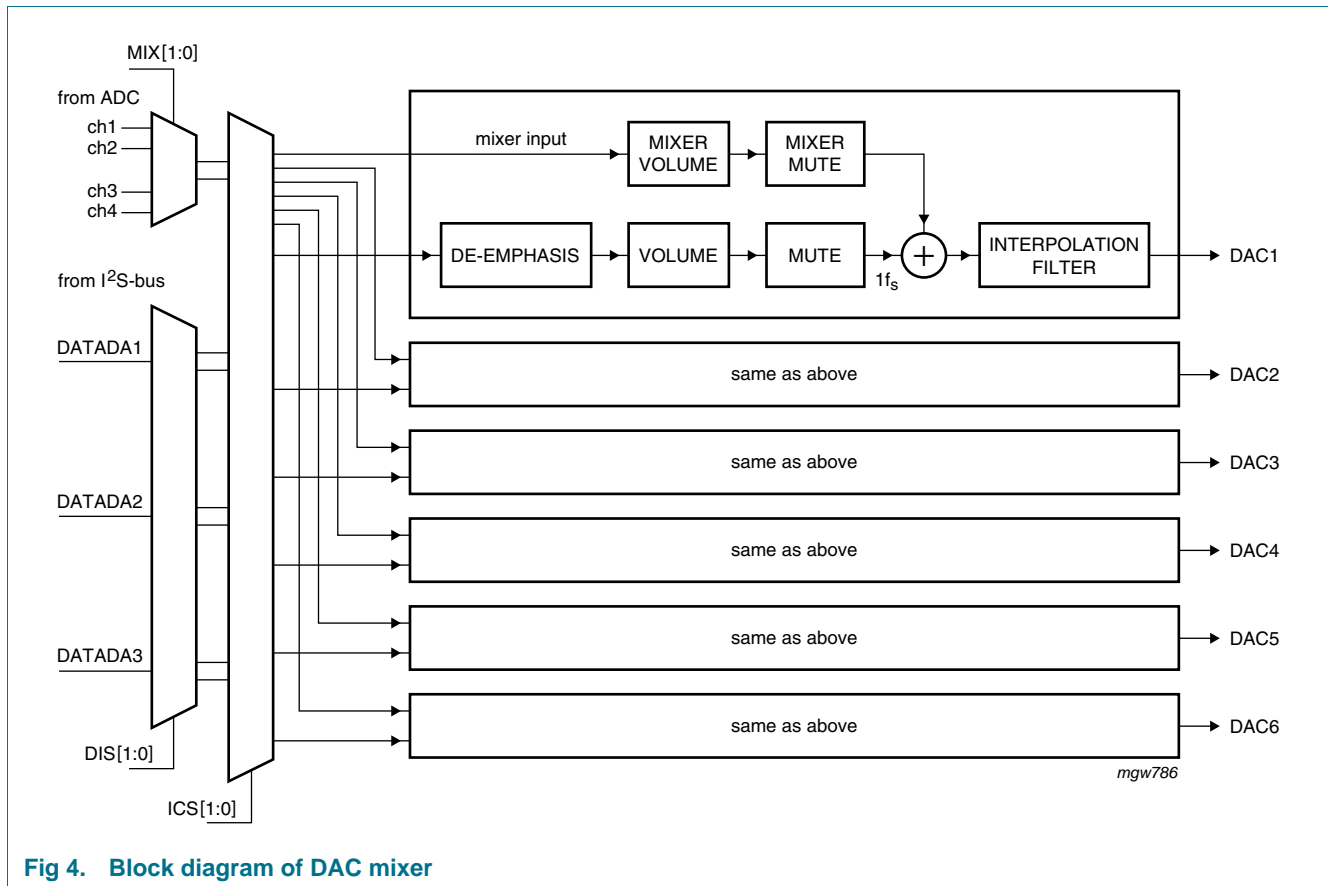 MIX[1:0]
from ADC
ch1
ch2
ch3
ch4
mixer input
MIXER
VOLUME
MIXER
MUTE
DE-EMPHASIS
VOLUME
MUTE
1fs
+
INTERPOLATION
FILTER
DAC1
from I²S-bus
DATADA1
same as above
DAC2
same as above
DAC3
DATADA2
same as above
DAC4
same as above
DAC5
DATADA3
same as above
DAC6
DIS[1:0]
mgw786
ICS[1:0]
Fig 4. Block diagram of DAC mixer